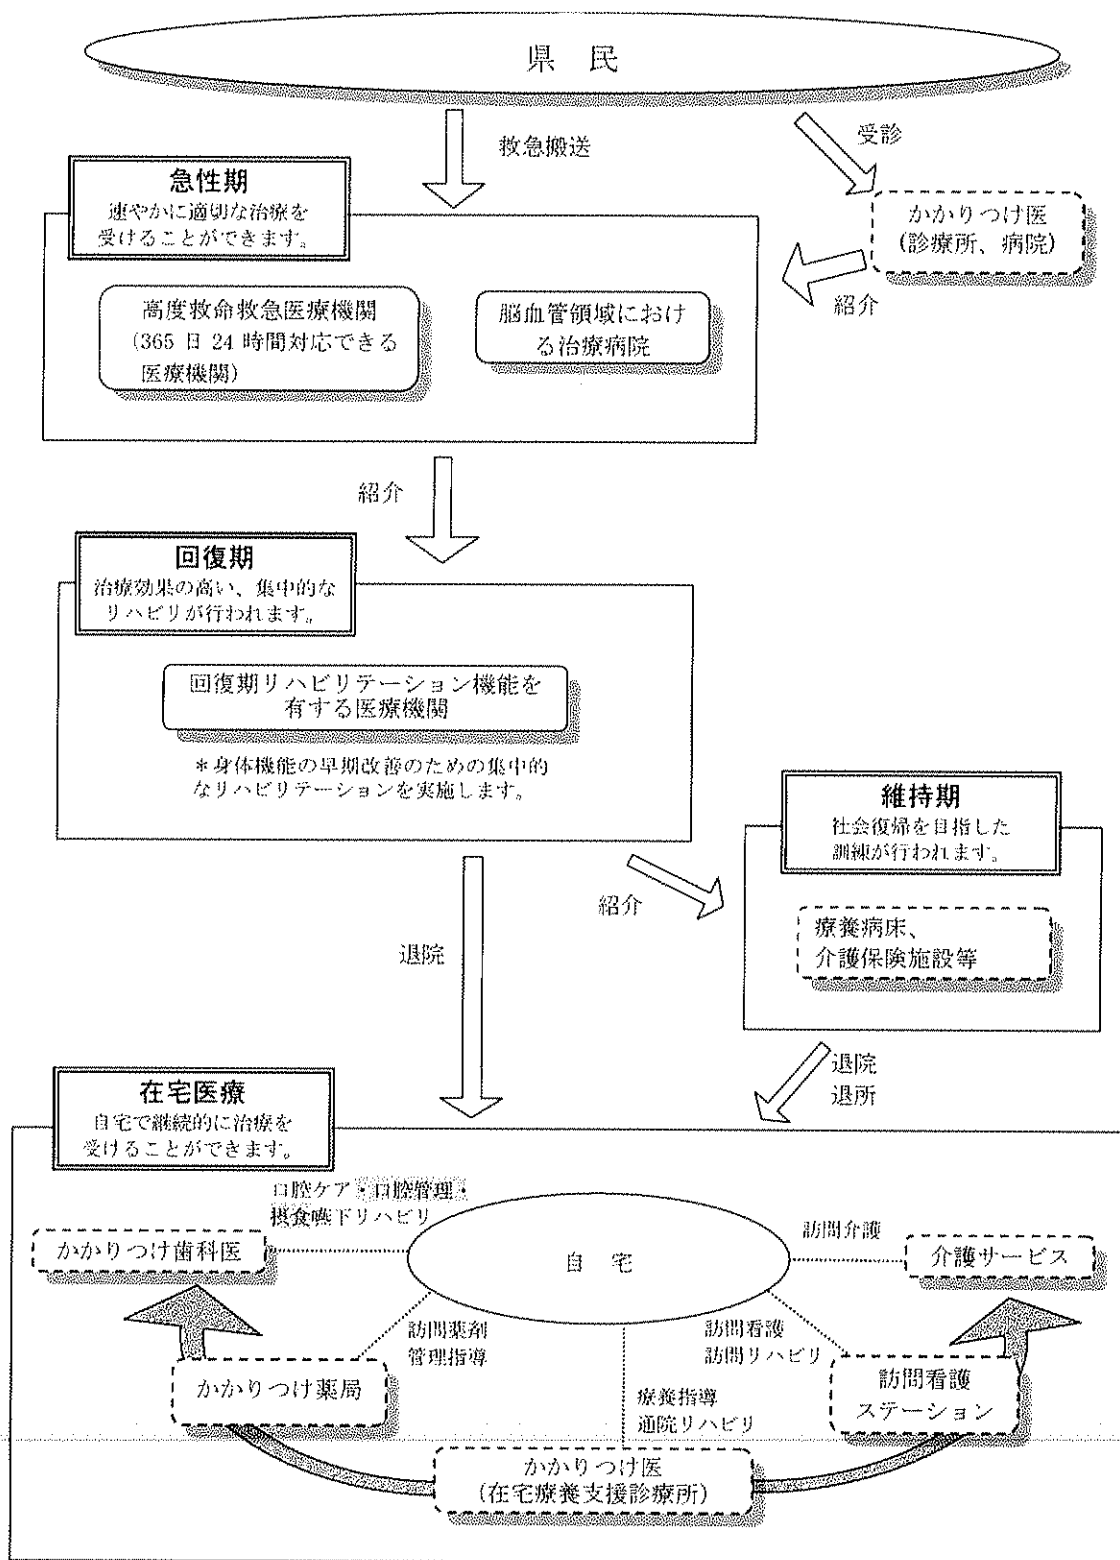 県 民
救急搬送
受診
急性期
速やかに適切な治療を
受けることができます。
かかりつけ医
(診療所、病院)
紹介
高度救命救急医療機関
(365 日 24 時間対応できる
医療機関)
脳血管領域におけ
る治療病院
紹介
回復期
治療効果の高い、集中的な
リハビリが行われます。
回復期リハビリテーション機能を
有する医療機関
＊身体機能の早期改善のための集中的
なリハビリテーションを実施します。
維持期
社会復帰を目指した
訓練が行われます。
紹介
療養病床、
介護保険施設等
退院
退院
退所
在宅医療
自宅で継続的に治療を
受けることができます。
口腔ケア・口腔管理・
摂食嚥下リハビリ
かかりつけ歯科医
自 宅
訪問介護
介護サービス
訪問薬剤
管理指導
訪問看護
訪問リハビリ
かかりつけ薬局
訪問看護
ステーション
療養指導
通院リハビリ
かかりつけ医
(在宅療養支援診療所)